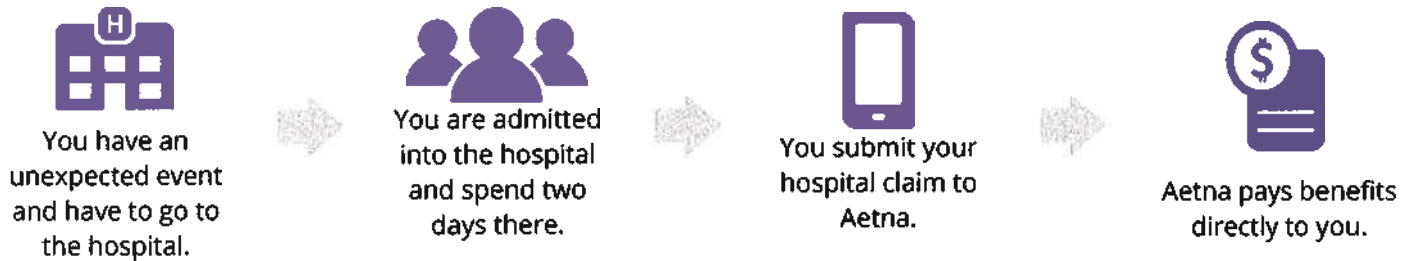 H
You have an
unexpected event
and have to go to
the hospital.
You are admitted
into the hospital
and spend two
days there.
You submit your
hospital claim to
Aetna.
$
Aetna pays benefits
directly to you.